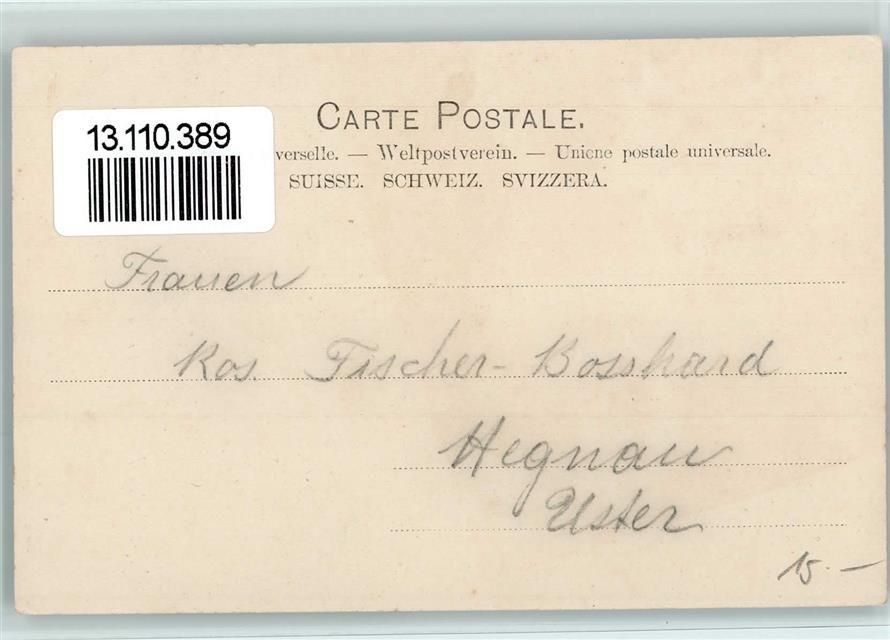 CARTE POSTALE.
13.110.389
verselle. — Weltpostverein. — Unione postale universale.
SUISSE. SCHWEIZ. SVIZZERA.
Frauen
Ros. Fischer-Bosshard
Hegnau
Uster
15.—